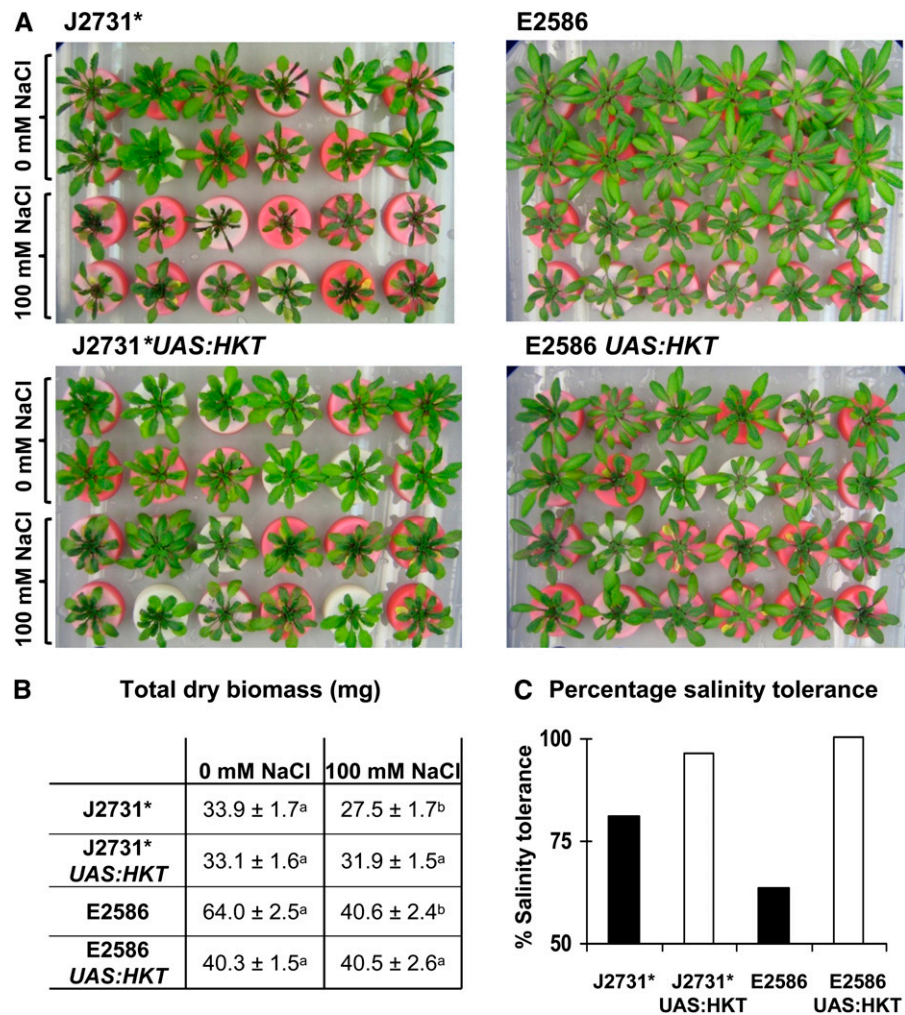 A
J2731*
E2586
0 mM NaCl
100 mM NaCl
J2731*UAS:HKT
E2586 UAS:HKT
0 mM NaCl
100 mM NaCl
B
Total dry biomass (mg)
0 mM NaCl
100 mM NaCl
J2731*
33.9 ± 1.7ᵃ
27.5 ± 1.7ᵇ
J2731*
UAS:HKT
33.1 ± 1.6ᵃ
31.9 ± 1.5ᵃ
E2586
64.0 ± 2.5ᵃ
40.6 ± 2.4ᵇ
E2586
UAS:HKT
40.3 ± 1.5ᵃ
40.5 ± 2.6ᵃ
C
Percentage salinity tolerance
% Salinity tolerance
100
75
50
J2731*
J2731*
UAS:HKT
E2586
E2586
UAS:HKT